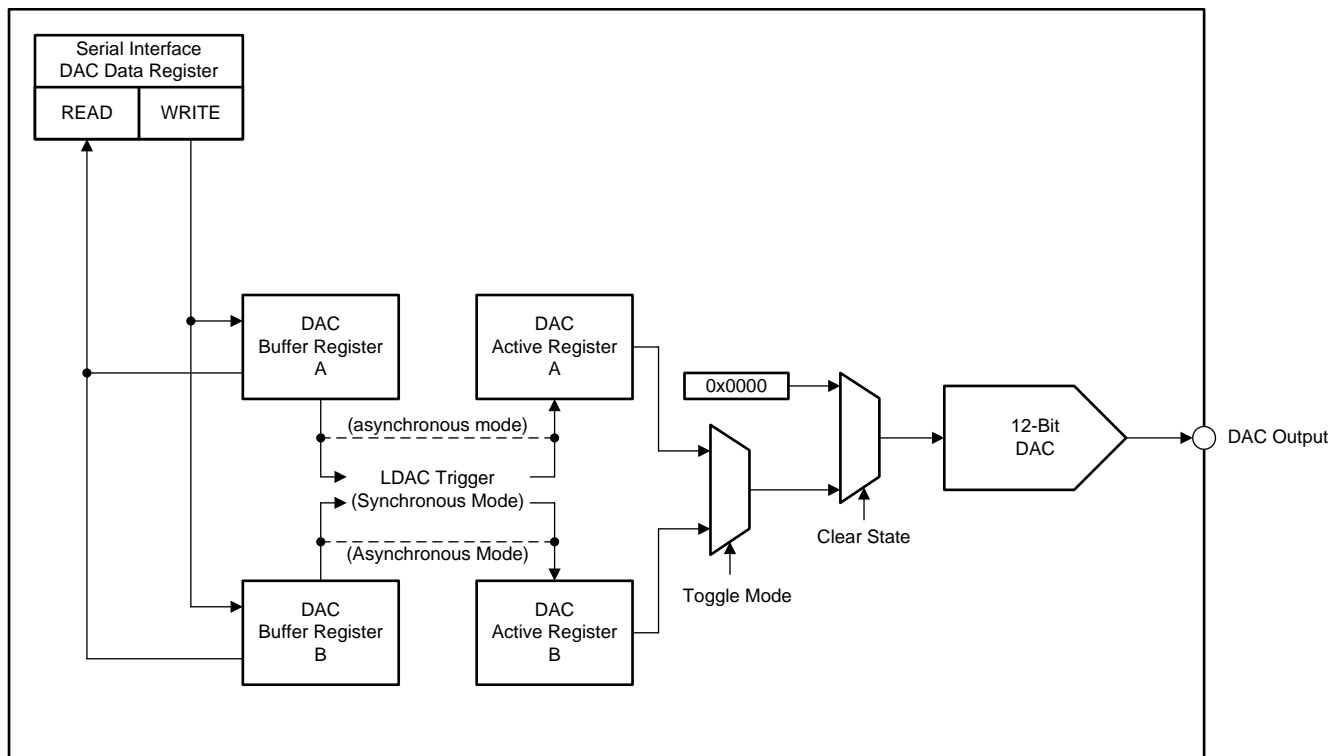 Serial Interface
DAC Data Register
READ
WRITE
DAC
Buffer Register
A
DAC
Active Register
A
(asynchronous mode)
LDAC Trigger
(Synchronous Mode)
(Asynchronous Mode)
DAC
Buffer Register
B
DAC
Active Register
B
0x0000
Toggle Mode
Clear State
12-Bit
DAC
DAC Output